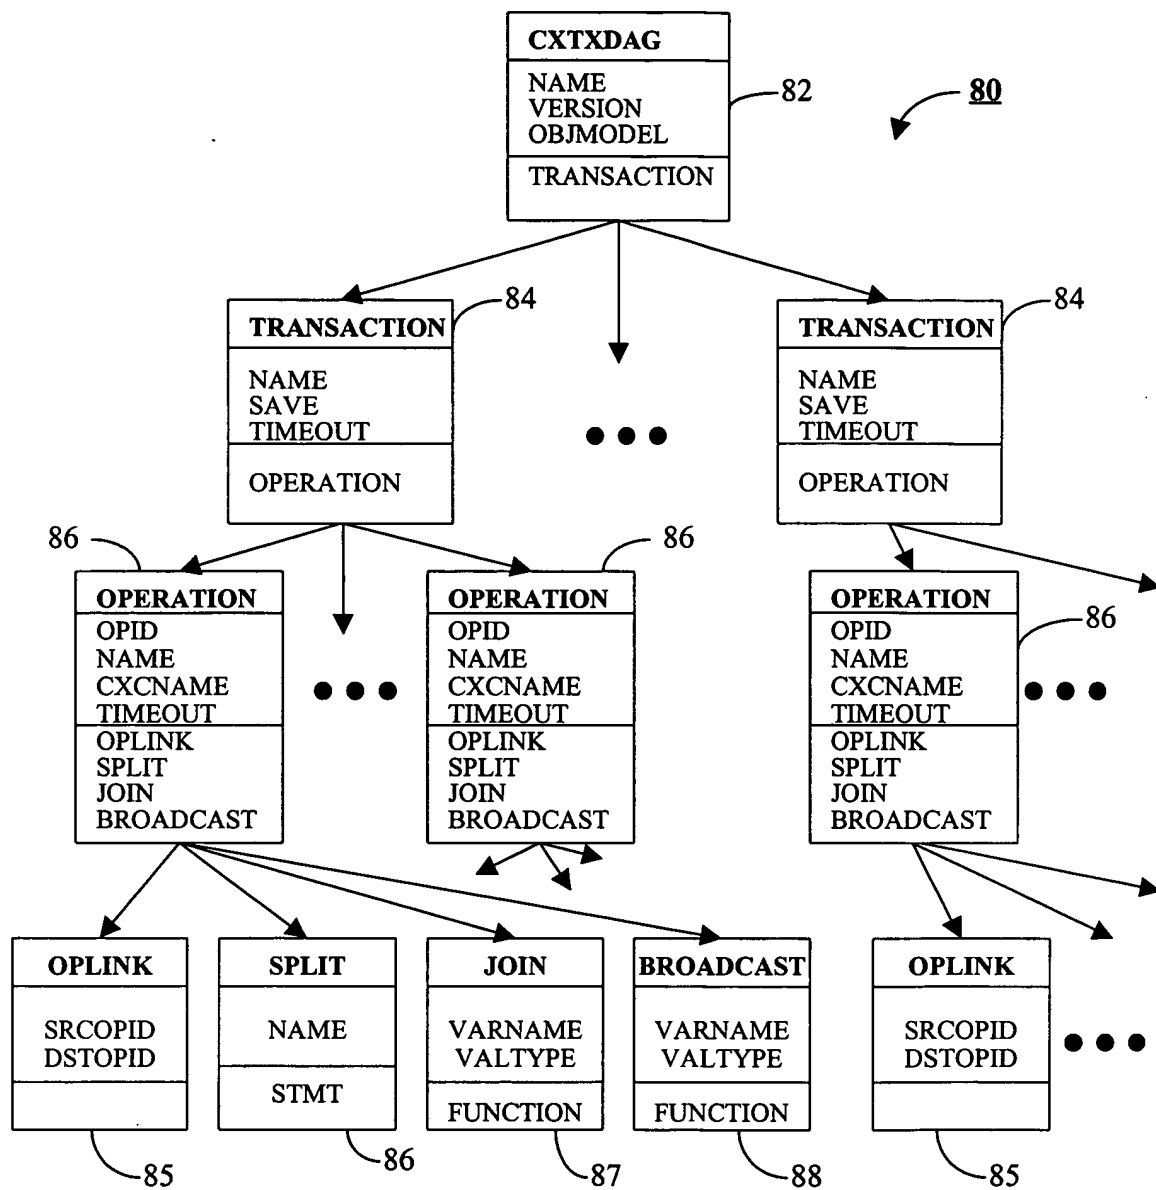 CXTXDAG
NAME
VERSION
OBJMODEL
TRANSACTION
82
80
TRANSACTION
NAME
SAVE
TIMEOUT
OPERATION
84
TRANSACTION
NAME
SAVE
TIMEOUT
OPERATION
84
86
OPERATION
OPID
NAME
CXCNAME
TIMEOUT
OPLINK
SPLIT
JOIN
BROADCAST
86
OPERATION
OPID
NAME
CXCNAME
TIMEOUT
OPLINK
SPLIT
JOIN
BROADCAST
OPERATION
OPID
NAME
CXCNAME
TIMEOUT
OPLINK
SPLIT
JOIN
BROADCAST
86
OPLINK
SRCOPID
DSTOPID
85
SPLIT
NAME
STMT
86
JOIN
VARNAME
VALTYPE
FUNCTION
87
BROADCAST
VARNAME
VALTYPE
FUNCTION
88
OPLINK
SRCOPID
DSTOPID
85